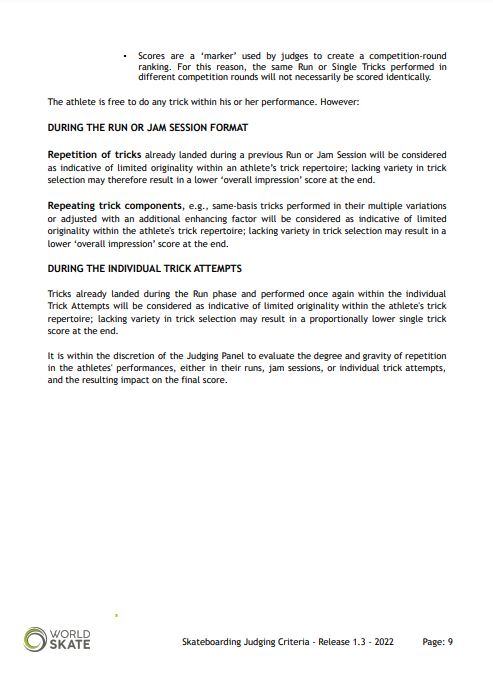 • Scores are a ‘marker’ used by judges to create a competition-round
ranking. For this reason, the same Run or Single Tricks performed in
different competition rounds will not necessarily be scored identically.
The athlete is free to do any trick within his or her performance. However:
DURING THE RUN OR JAM SESSION FORMAT
Repetition of tricks already landed during a previous Run or Jam Session will be considered
as indicative of limited originality within an athlete’s trick repertoire; lacking variety in trick
selection may therefore result in a lower ‘overall impression’ score at the end.
Repeating trick components, e.g., same-basis tricks performed in their multiple variations
or adjusted with an additional enhancing factor will be considered as indicative of limited
originality within the athlete's trick repertoire; lacking variety in trick selection may result in a
lower ‘overall impression’ score at the end.
DURING THE INDIVIDUAL TRICK ATTEMPTS
Tricks already landed during the Run phase and performed once again within the individual
Trick Attempts will be considered as indicative of limited originality within the athlete's trick
repertoire; lacking variety in trick selection may result in a proportionally lower single trick
score at the end.
It is within the discretion of the Judging Panel to evaluate the degree and gravity of repetition
in the athletes' performances, either in their runs, jam sessions, or individual trick attempts,
and the resulting impact on the final score.
WORLD
SKATE
Skateboarding Judging Criteria - Release 1.3 - 2022 Page: 9